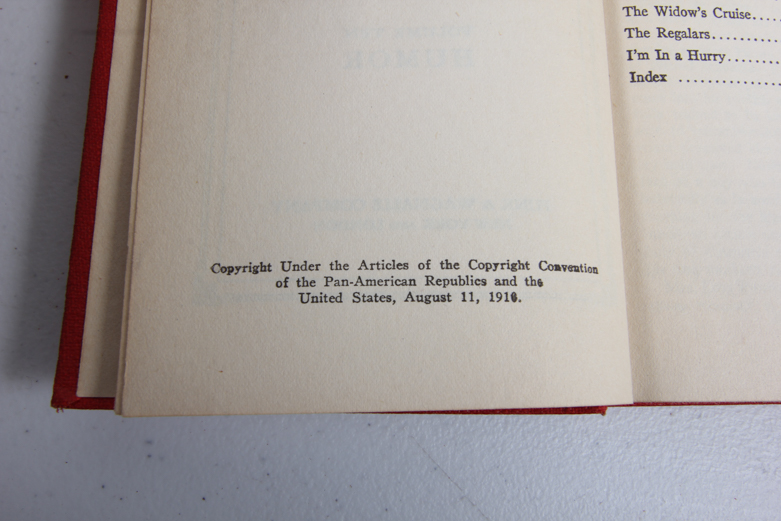 Copyright Under the Articles of the Copyright Convention
of the Pan-American Republics and the
United States, August 11, 1910.
The Widow's Cruise....
The Regalars..........
I'm In a Hurry........
Index ...............